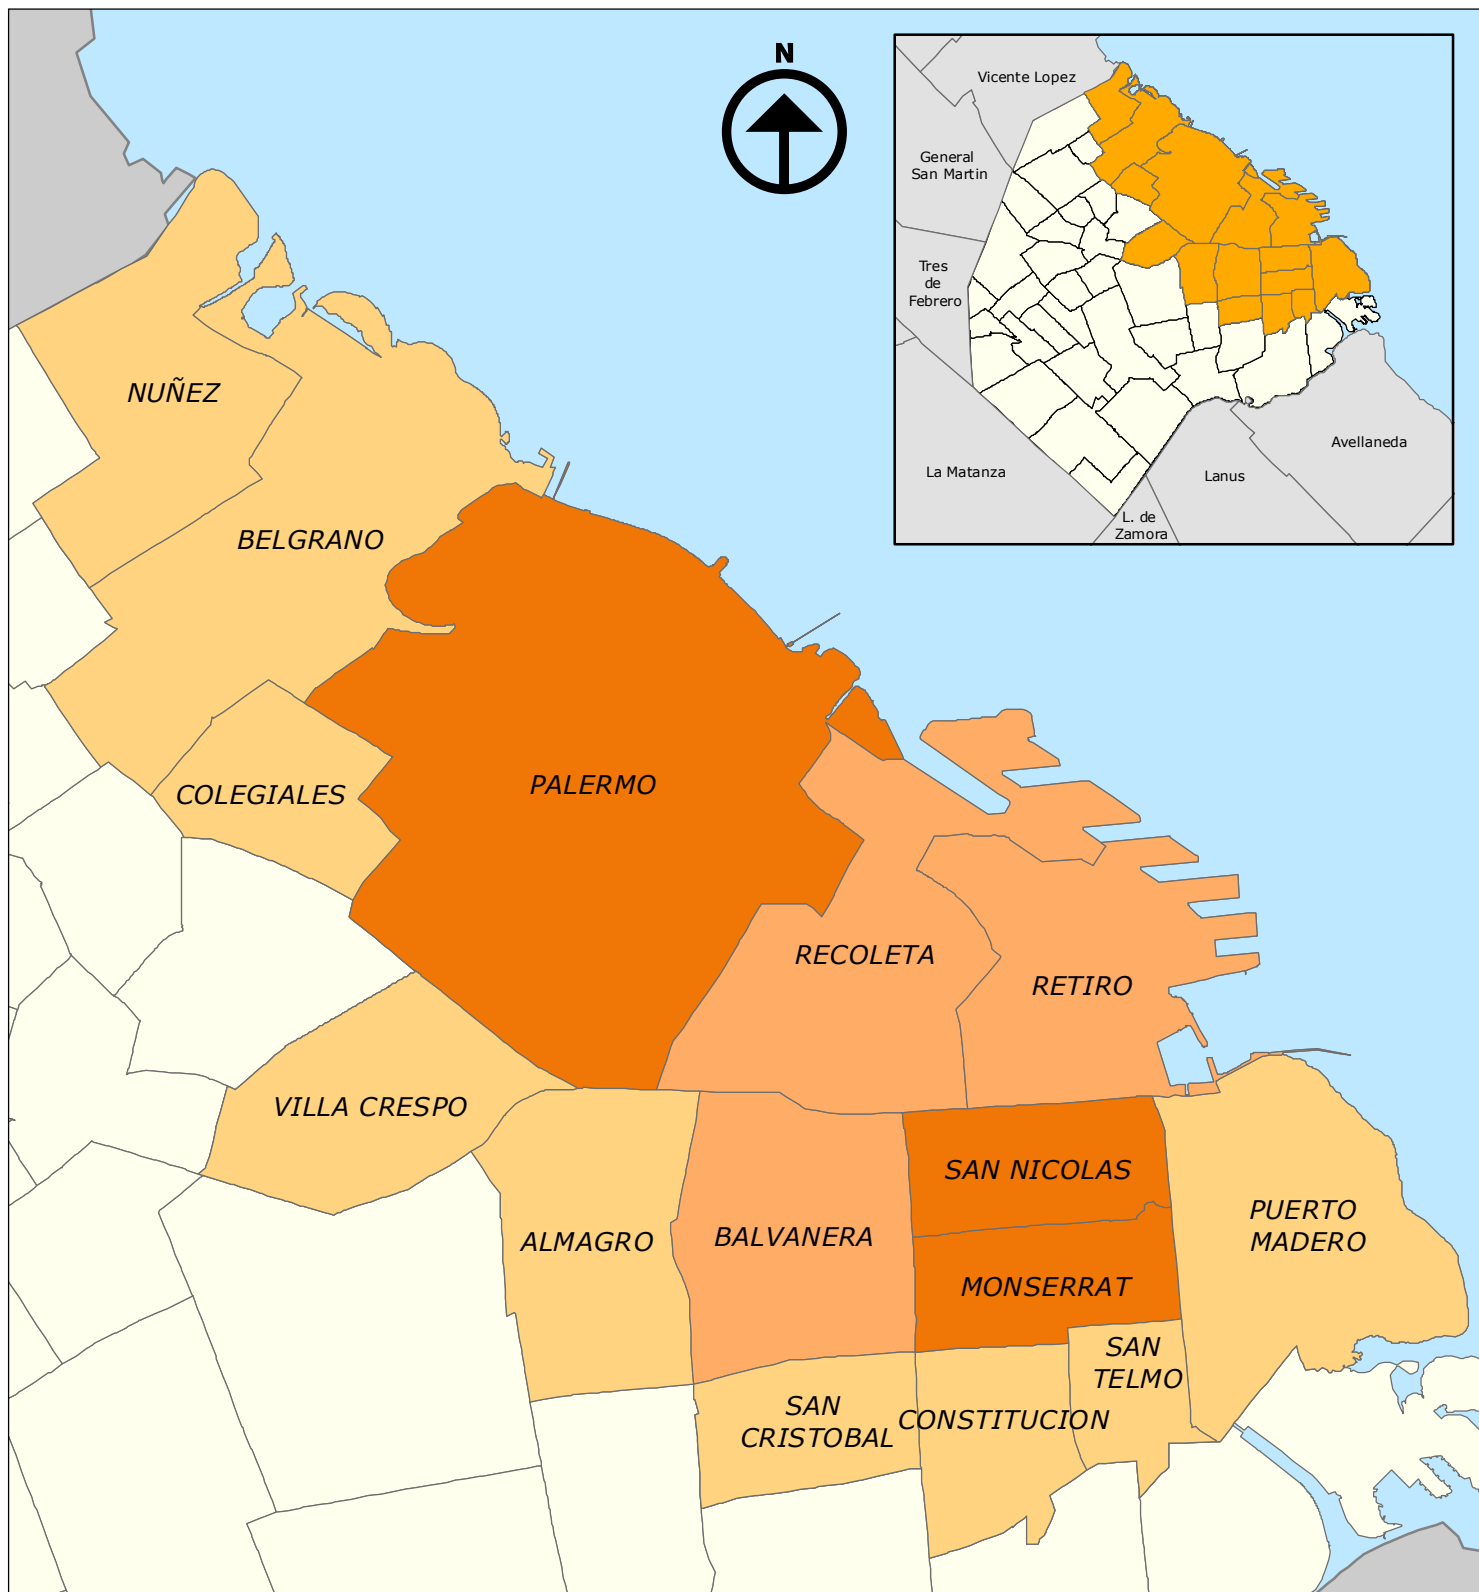 N
Vicente Lopez
General
San Martin
Tres
de
Febrero
La Matanza
L. de
Zamora
Lanus
Avellaneda
NUÑEZ
BELGRANO
COLEGIALES
PALERMO
RECOLETA
RETIRO
VILLA CRESPO
ALMAGRO
BALVANERA
SAN NICOLAS
MONSERRAT
PUERTO
MADERO
SAN
TELMO
SAN
CRISTOBAL
CONSTITUCION